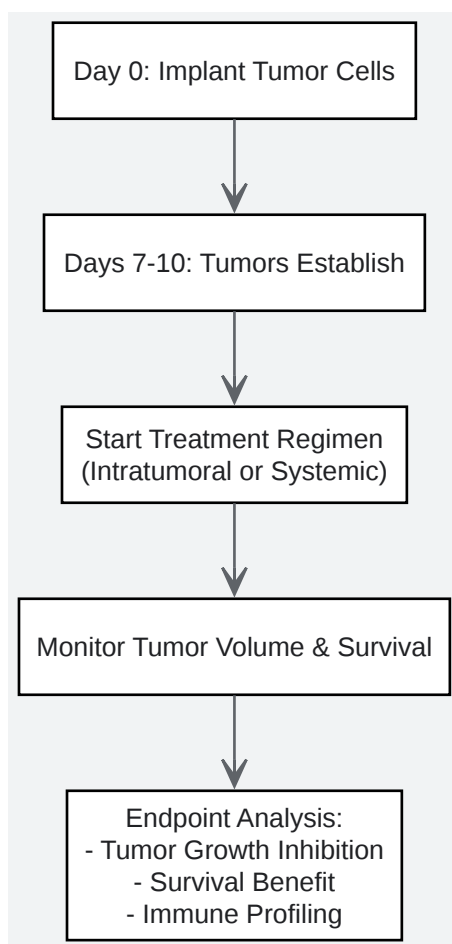 Day 0: Implant Tumor Cells
Days 7-10: Tumors Establish
Start Treatment Regimen
(Intratumoral or Systemic)
Monitor Tumor Volume & Survival
Endpoint Analysis:
- Tumor Growth Inhibition
- Survival Benefit
- Immune Profiling